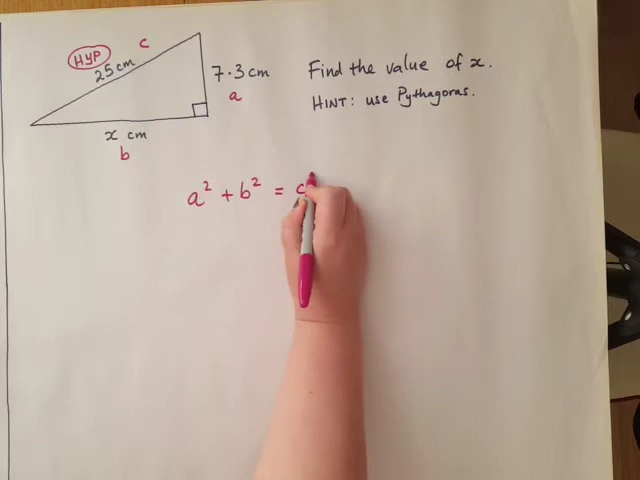 HYP c
25 cm
7.3 cm
a
x cm
b
Find the value of x.
HINT: use Pythagoras.
a² + b² = c